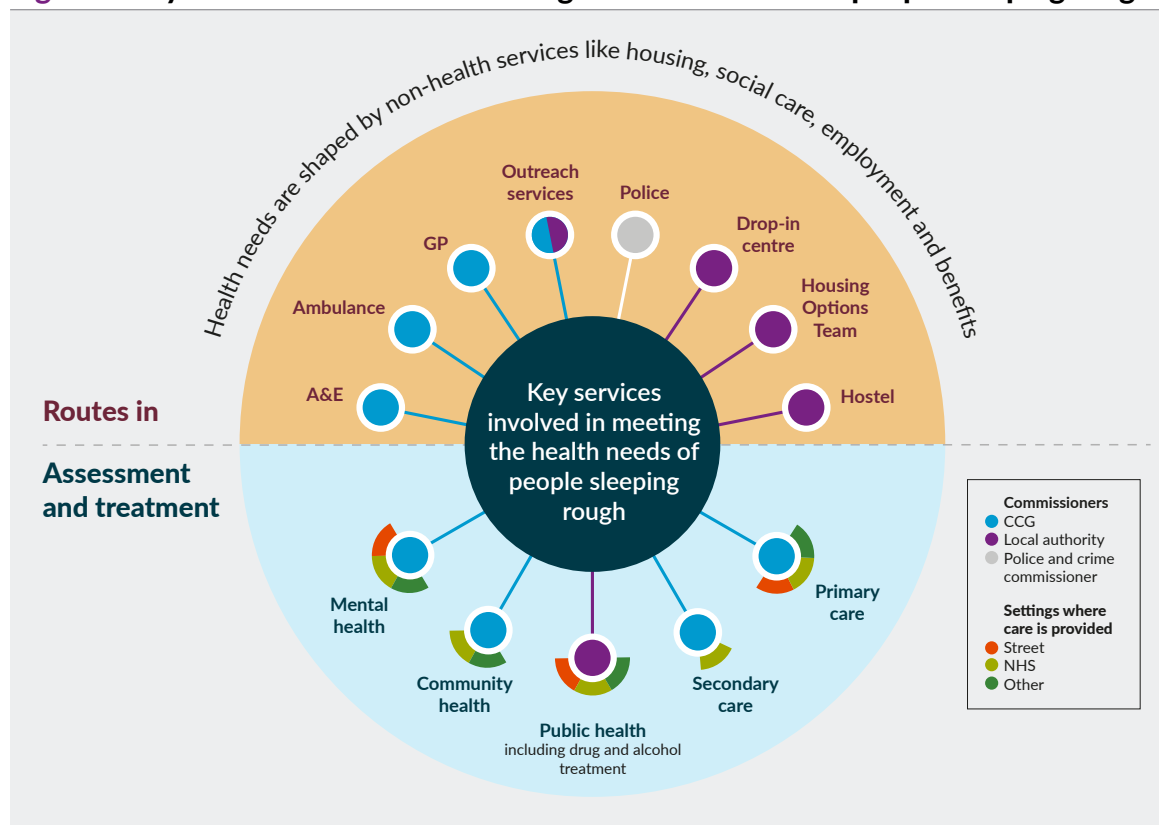 Health needs are shaped by non-health services like housing, social care, employment and benefits
Outreach
services
Police
GP
Drop-in
centre
Ambulance
Housing
Options
Team
A&E
Hostel
Key services
involved in meeting
the health needs of
people sleeping
rough
Routes in
Assessment
and treatment
Mental
health
Community
health
Public health
including drug and alcohol
treatment
Secondary
care
Primary
care
Commissioners
CCG
Local authority
Police and crime
commissioner
Settings where
care is provided
Street
NHS
Other